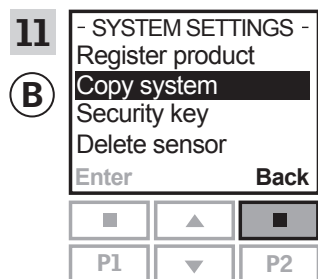 11
B
- SYSTEM SETTINGS -
Register product
Copy system
Security key
Delete sensor
Enter Back
P1 P2